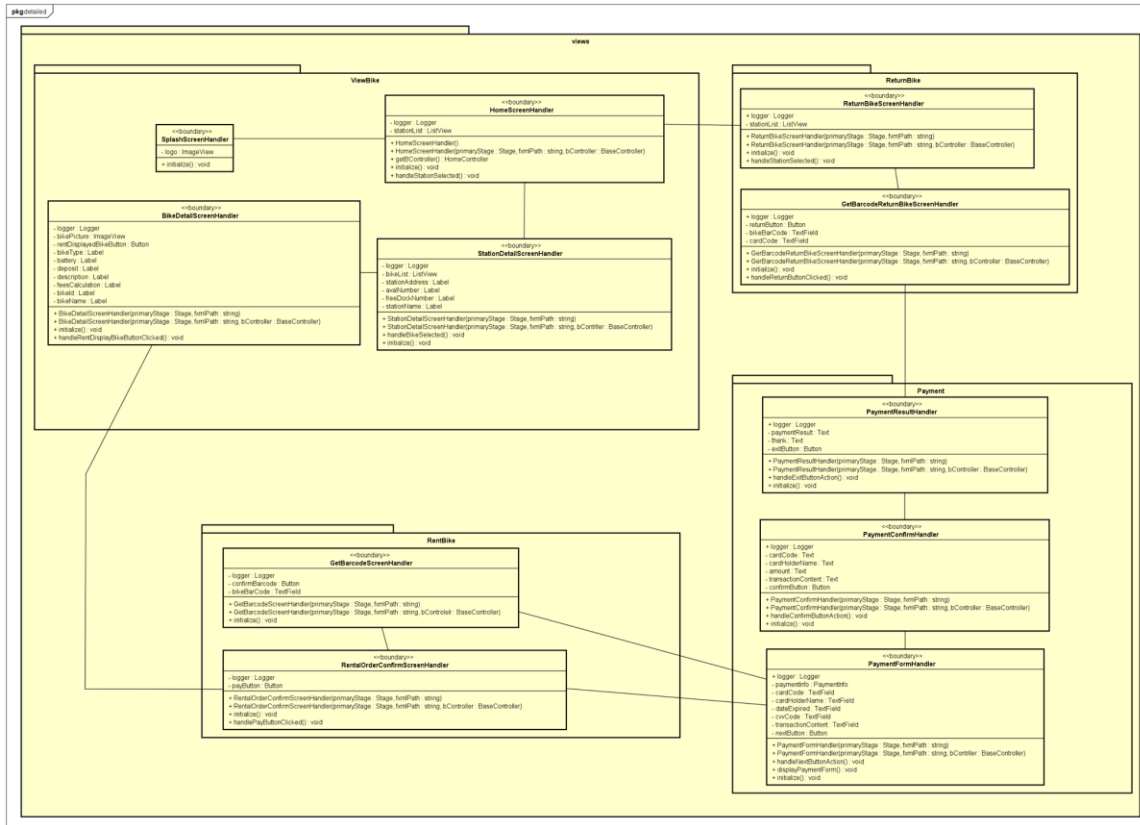 pkg detailed
views
ViewBike
<<boundary>>
SplashScreenHandler
- logo : ImageView
+ initialize() : void
<<boundary>>
HomeScreenHandler
- logger : Logger
- stationList : ListView
+ HomeScreenHandler()
+ HomeScreenHandler(primaryStage : Stage, fxmlPath : string, bController : BaseController)
+ getBController() : HomeController
+ initialize() : void
+ handleStationSelected() : void
<<boundary>>
BikeDetailScreenHandler
- logger : Logger
- bikePicture : ImageView
- rentDisplayedBikeButton : Button
- bikeType : Label
- battery : Label
- deposit : Label
- description : Label
- feesCalculation : Label
- bikeId : Label
- bikeName : Label
+ BikeDetailScreenHandler(primaryStage : Stage, fxmlPath : string)
+ BikeDetailScreenHandler(primaryStage : Stage, fxmlPath : string, bController : BaseController)
+ initialize() : void
+ handleRentDisplayBikeButtonClicked() : void
<<boundary>>
StationDetailScreenHandler
- logger : Logger
- bikeList : ListView
- stationAddress : Label
- avaiNumber : Label
- freeDockNumber : Label
- stationName : Label
+ StationDetailScreenHandler(primaryStage : Stage, fxmlPath : string)
+ StationDetailScreenHandler(primaryStage : Stage, fxmlPath : string, bContrller : BaseController)
+ handleBikeSelected() : void
+ initialize() : void
ReturnBike
<<boundary>>
ReturnBikeScreenHandler
+ logger : Logger
- stationList : ListView
+ ReturnBikeScreenHandler(primaryStage : Stage, fxmlPath : string)
+ ReturnBikeScreenHandler(primaryStage : Stage, fxmlPath : string, bController : BaseController)
+ initialize() : void
+ handleStationSelected() : void
<<boundary>>
GetBarcodeReturnBikeScreenHandler
+ logger : Logger
- returnButton : Button
- bikeBarCode : TextField
- cardCode : TextField
+ GerBarcodeReturnBikeScreenHandler(primaryStage : Stage, fxmlPath : string)
+ GerBarcodeReturnBikeScreenHandler(primaryStage : Stage, fxmlPath : string, bController : BaseController)
+ initialize() : void
+ handleReturnButtonClicked() : void
Payment
<<boundary>>
PaymentResultHandler
+ logger : Logger
- paymentResult : Text
- thank : Text
- exitButton : Button
+ PaymentResultHandler(primaryStage : Stage, fxmlPath : string)
+ PaymentResultHandler(primaryStage : Stage, fxmlPath : string, bController : BaseController)
+ handleExitButtonAction() : void
+ initialize() : void
<<boundary>>
PaymentConfirmHandler
+ logger : Logger
- cardCode : Text
- cardHolderName : Text
- amount : Text
- transactionContent : Text
- confirmButton : Button
+ PaymentConfirmHandler(primaryStage : Stage, fxmlPath : string)
+ PaymentConfirmHandler(primaryStage : Stage, fxmlPath : string, bController : BaseController)
+ handleConfirmButtonAction() : void
+ initialize() : void
<<boundary>>
PaymentFormHandler
+ logger : Logger
- paymentInfo : PaymentInfo
- cardCode : TextField
- cardHolderName : TextField
- dateExpired : TextField
- cvvCode : TextField
- transactionContent : TextField
- nextButton : Button
+ PaymentFormHandler(primaryStage : Stage, fxmlPath : string)
+ PaymentFormHandler(primaryStage : Stage, fxmlPath : string, bContrller : BaseController)
+ handleNextButtonAction() : void
+ displayPaymentForm() : void
+ initialize() : void
RentBike
<<boundary>>
GetBarcodeScreenHandler
- logger : Logger
- confirmBarcode : Button
- bikeBarCode : TextField
+ GetBarcodeScreenHandler(primaryStage : Stage, fxmlPath : string)
+ GetBarcodeScreenHandler(primaryStage : Stage, fxmlPath : string, bControlelr : BaseController)
+ initialize() : void
<<boundary>>
RentalOrderConfirmScreenHandler
- logger : Logger
- payButton : Button
+ RentalOrderConfirmScreenHandler(primaryStage : Stage, fxmlPath : string)
+ RentalOrderConfirmScreenHandler(primaryStage : Stage, fxmlPath : string, bController : BaseController)
+ initialize() : void
+ handlePayButtonClicked() : void